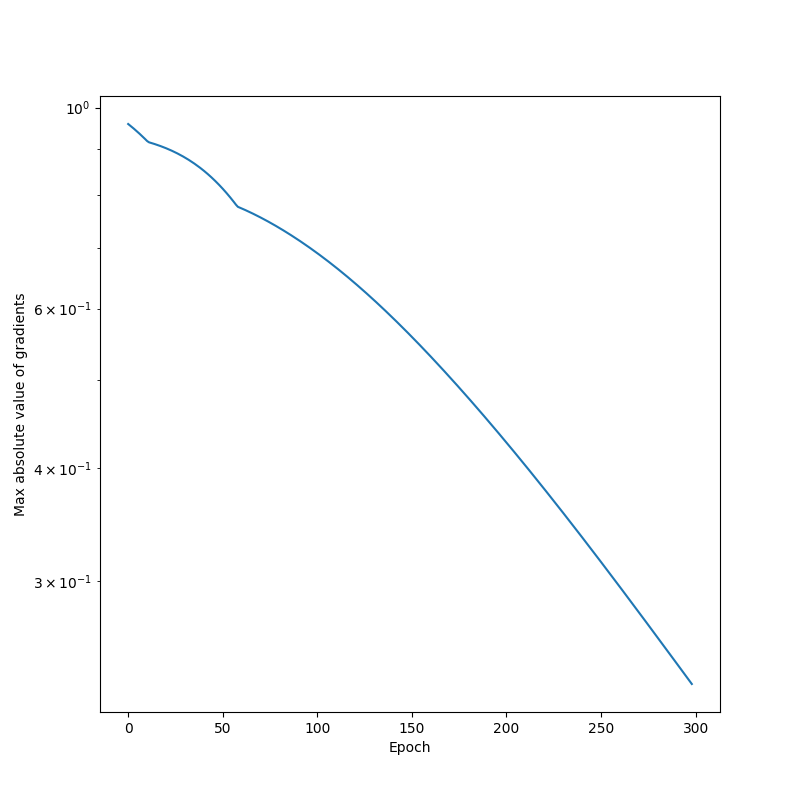 10⁰
6 × 10⁻¹
4 × 10⁻¹
3 × 10⁻¹
Max absolute value of gradients
0 50 100 150 200 250 300
Epoch